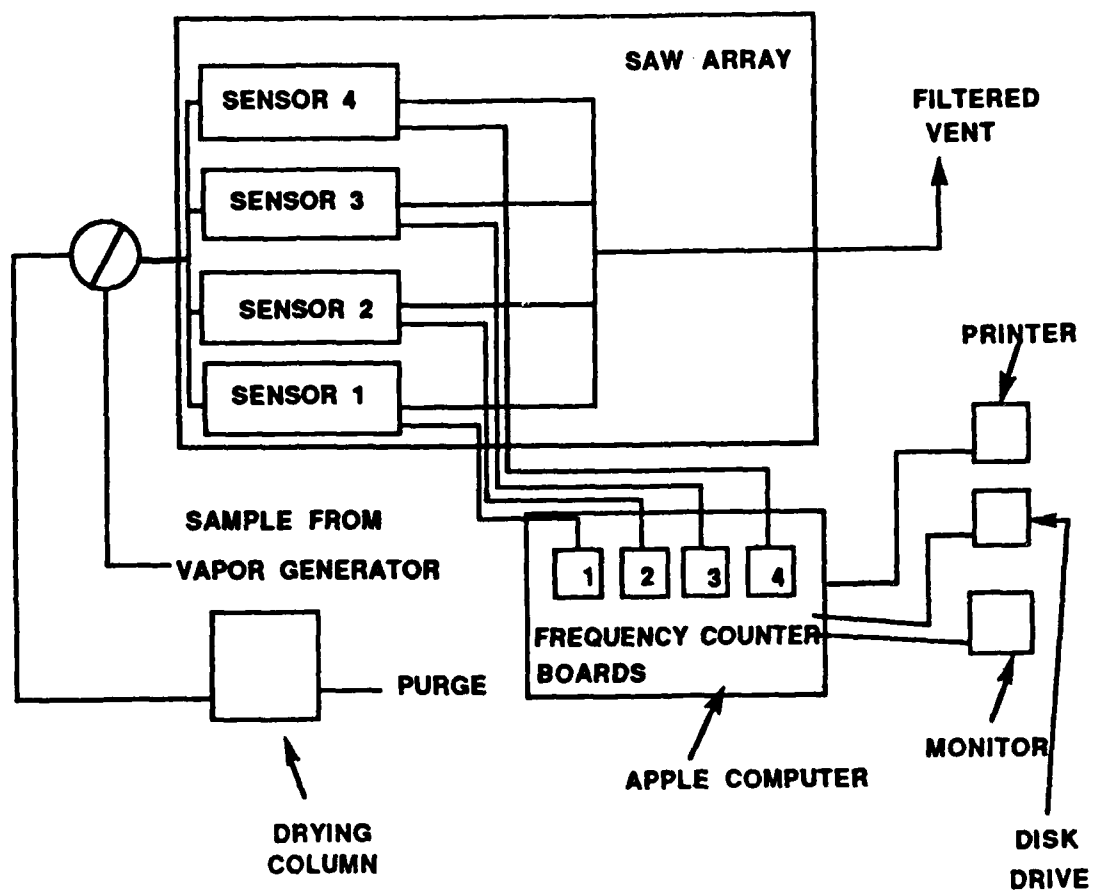 SAW ARRAY
SENSOR 4
FILTERED
VENT
SENSOR 3
SENSOR 2
PRINTER
SENSOR 1
SAMPLE FROM
VAPOR GENERATOR
1 2 3 4
FREQUENCY COUNTER
BOARDS
PURGE
MONITOR
APPLE COMPUTER
DRYING
COLUMN
DISK
DRIVE